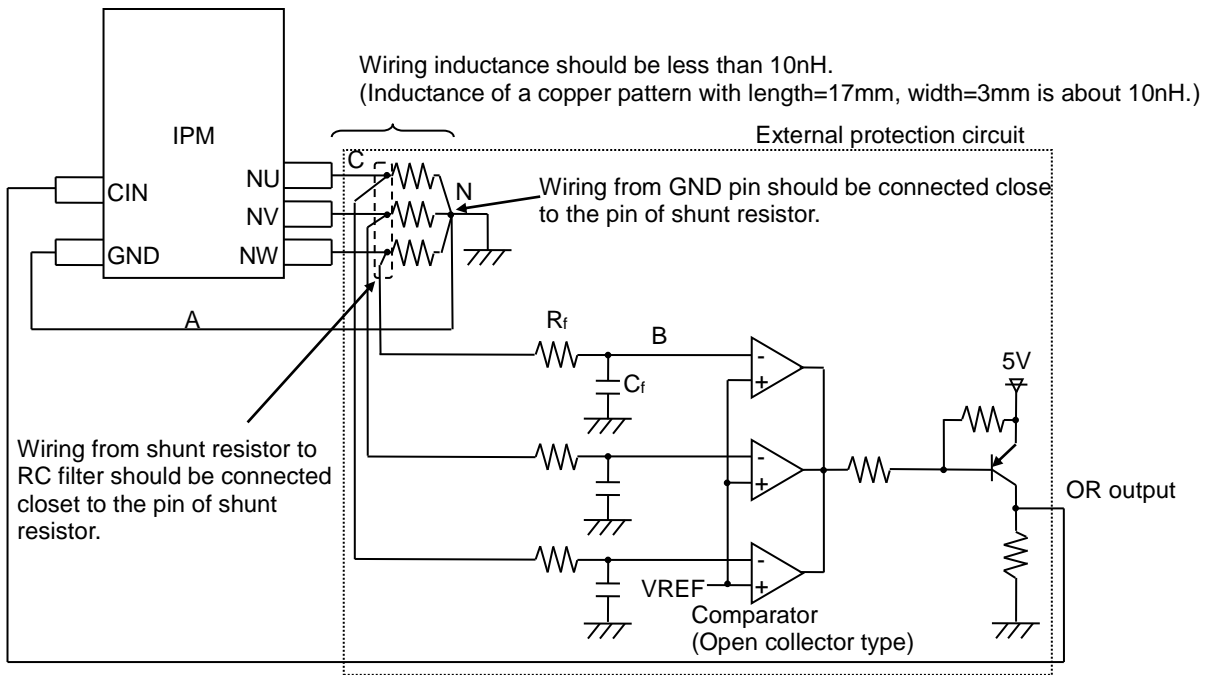 Wiring inductance should be less than 10nH.
(Inductance of a copper pattern with length=17mm, width=3mm is about 10nH.)
External protection circuit
IPM
C
NU
CIN
N
Wiring from GND pin should be connected close
to the pin of shunt resistor.
NV
GND
NW
A
Rf
B
5V
Cf
Wiring from shunt resistor to
RC filter should be connected
closet to the pin of shunt
resistor.
OR output
VREF
Comparator
(Open collector type)
-
+
-
+
-
+